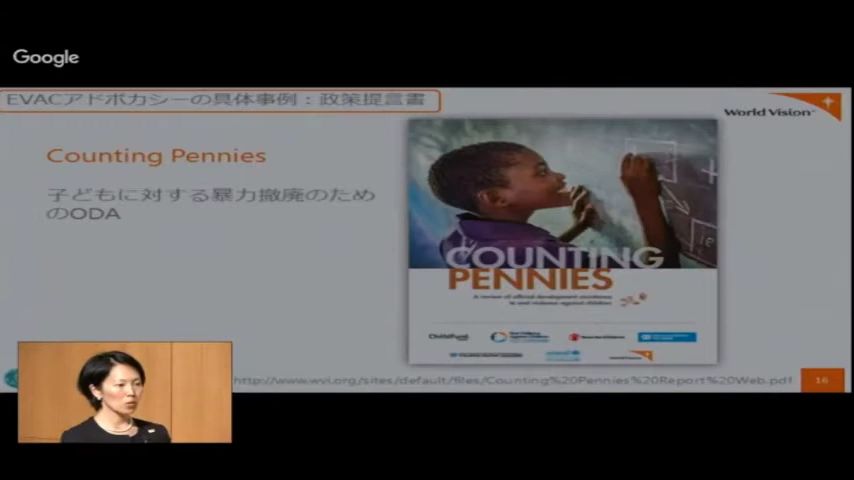 Google
EVACアドボカシーの具体事例：政策提言書
World Vision
Counting Pennies
子どもに対する暴力撤廃のため
のODA
COUNTING
PENNIES
A review of official development assistance
to end violence against children
ChildFund
http://www.wvi.org/sites/default/files/Counting%20Pennies%20Report%20Web.pdf
16